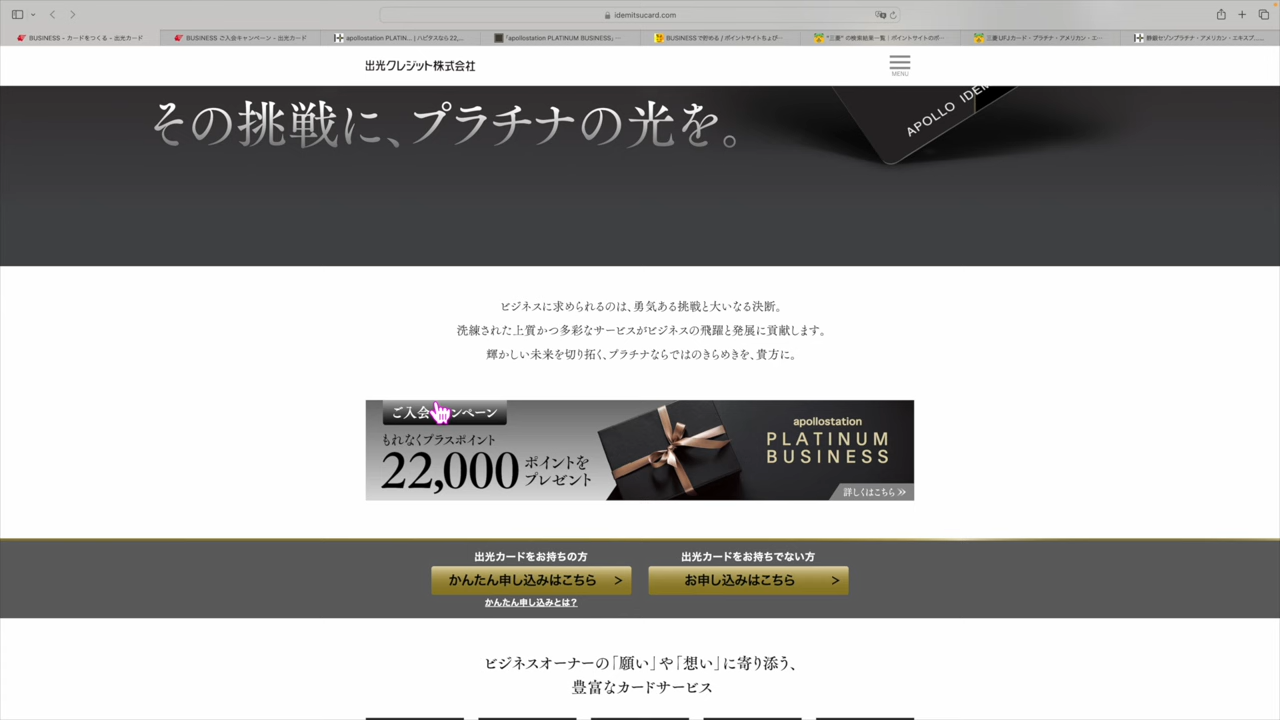 idemitsucard.com
BUSINESS - カードをつくる - 出光カード
BUSINESS ご入会キャンペーン - 出光カード
apollostation PLATIN... | ハピタスなら 22,...
「apollostation PLATINUM BUSINESS」…
BUSINESS で貯める / ポイントサイトちょび…
"三菱" の検索結果一覧｜ポイントサイトのポ…
三菱UFJカード・プラチナ・アメリカン・エキ…
静銀セゾンプラチナ・アメリカン・エキスプ…
出光クレジット株式会社
MENU
その挑戦に、プラチナの光を。
APOLLO IDEM
ビジネスに求められるのは、勇気ある挑戦と大いなる決断。
洗練された上質かつ多彩なサービスがビジネスの飛躍と発展に貢献します。
輝かしい未来を切り拓く、プラチナならではのきらめきを、貴方に。
ご入会キャンペーン
もれなくプラスポイント
22,000 ポイントを
プレゼント
apollostation
PLATINUM
BUSINESS
詳しくはこちら
出光カードをお持ちの方
かんたん申し込みはこちら >
かんたん申し込みとは？
出光カードをお持ちでない方
お申し込みはこちら >
ビジネスオーナーの「願い」や「想い」に寄り添う、
豊富なカードサービス